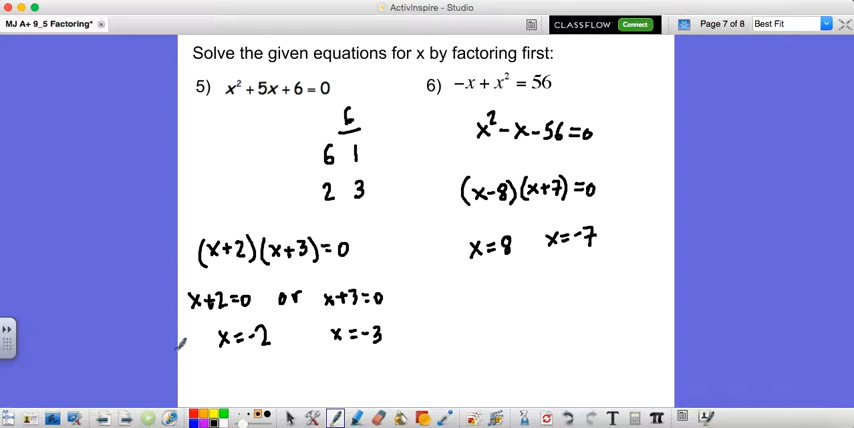 ActivInspire - Studio
MJ A+ 9_5 Factoring*
CLASSFLOW Connect
Page 7 of 8
Best Fit
Solve the given equations for x by factoring first:
5) x² + 5x + 6 = 0
6
6 1
2 3
(x+2)(x+3)=0
x+2=0 or x+3=0
x=-2 x=-3
6) −x + x² = 56
x²-x-56=0
(x-8)(x+7)=0
x=8 x=-7